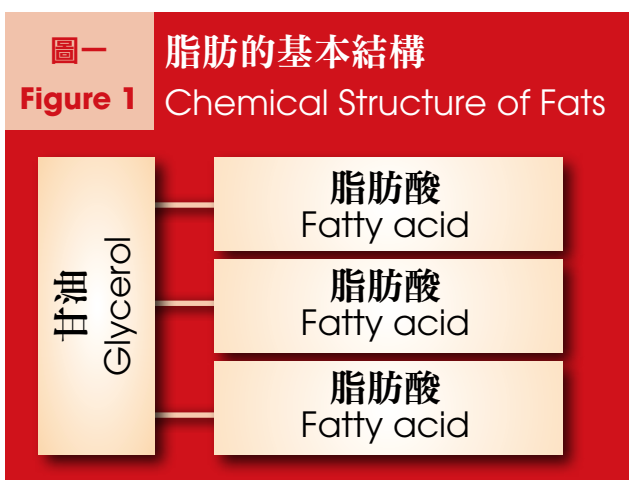 圖一
Figure 1
脂肪的基本結構
Chemical Structure of Fats
甘油
Glycerol
脂肪酸
Fatty acid
脂肪酸
Fatty acid
脂肪酸
Fatty acid